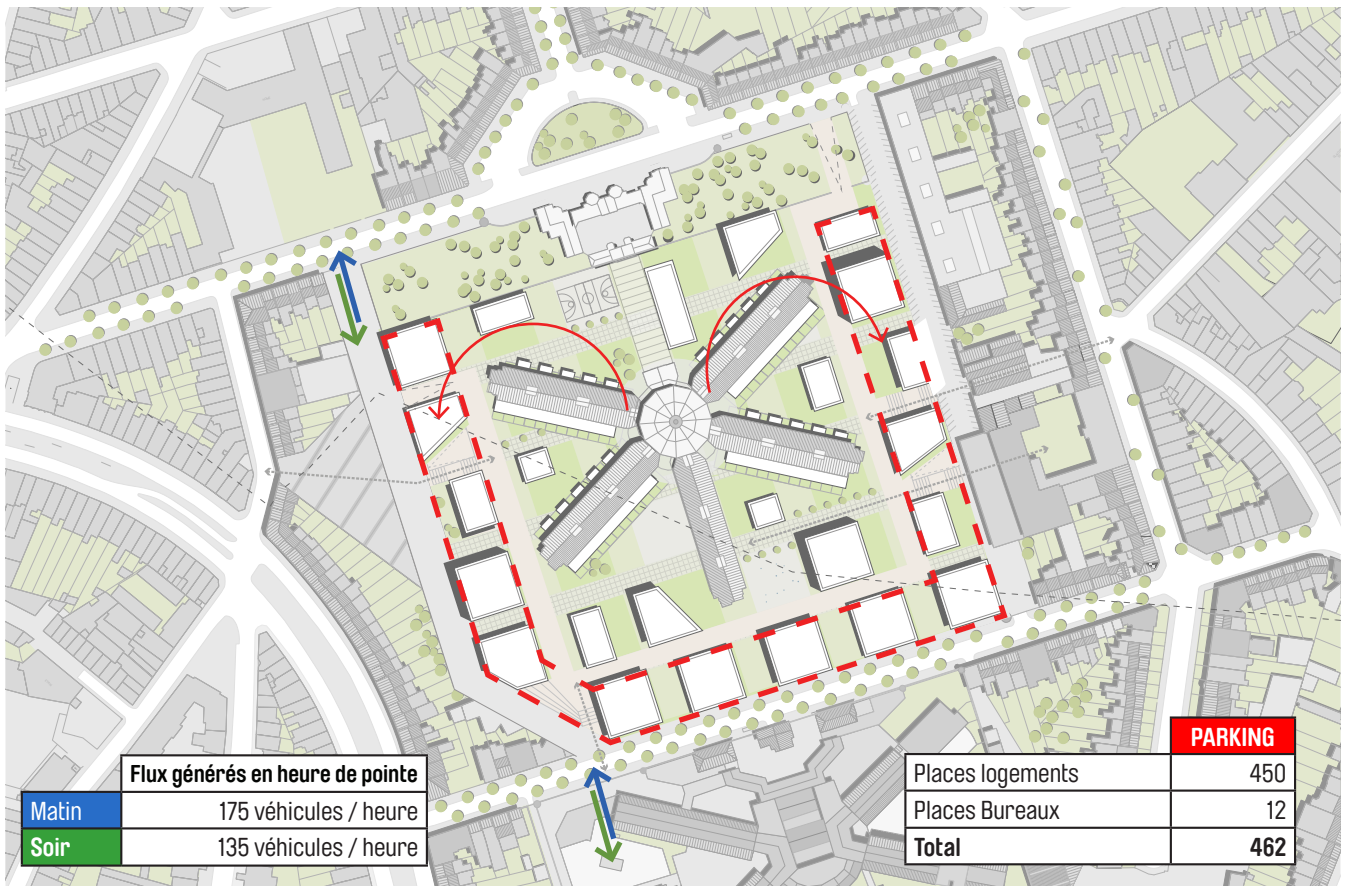 Flux générés en heure de pointe
Matin 175 véhicules / heure
Soir 135 véhicules / heure
PARKING
Places logements 450
Places Bureaux 12
Total 462